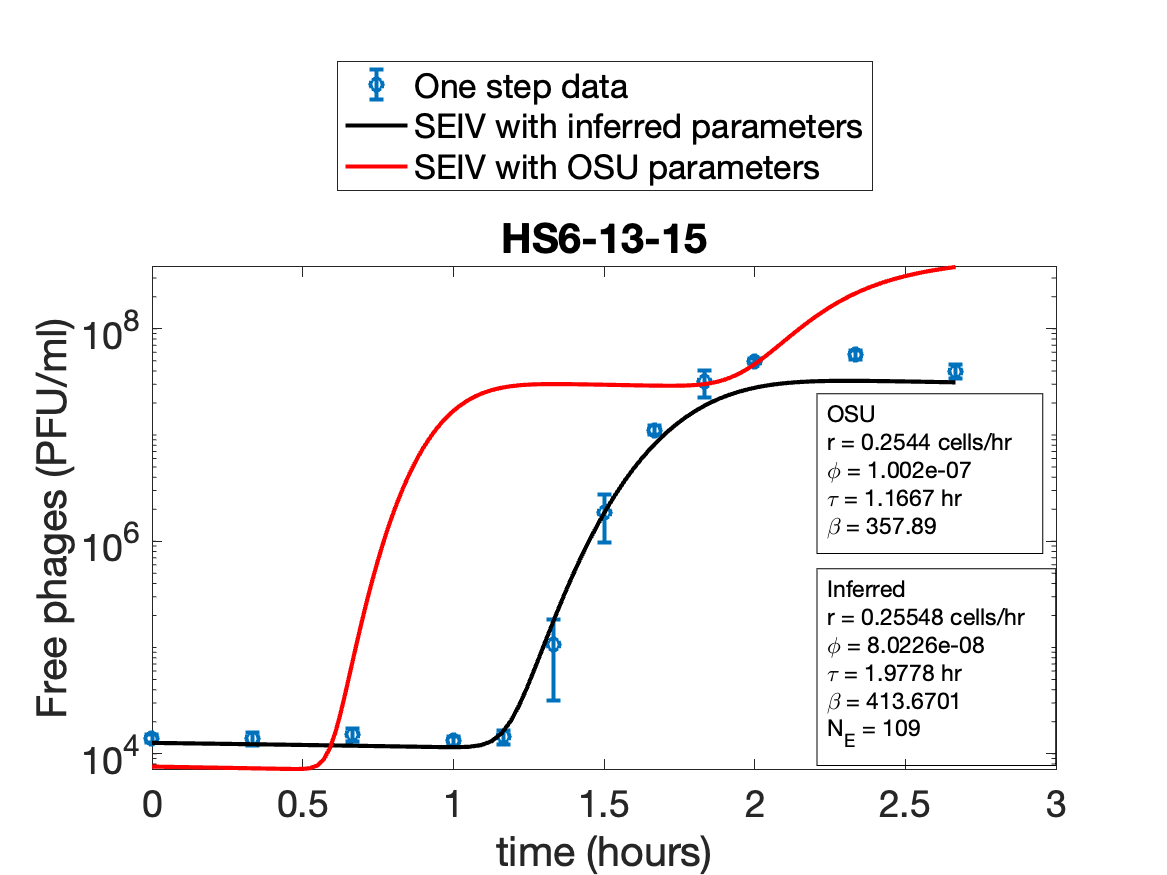 One step data
SEIV with inferred parameters
SEIV with OSU parameters
HS6-13-15
Free phages (PFU/ml)
10^8
10^6
10^4
OSU
r = 0.2544 cells/hr
ϕ = 1.002e-07
τ = 1.1667 hr
β = 357.89
Inferred
r = 0.25548 cells/hr
ϕ = 8.0226e-08
τ = 1.9778 hr
β = 413.6701
N_E = 109
0 0.5 1 1.5 2 2.5 3
time (hours)